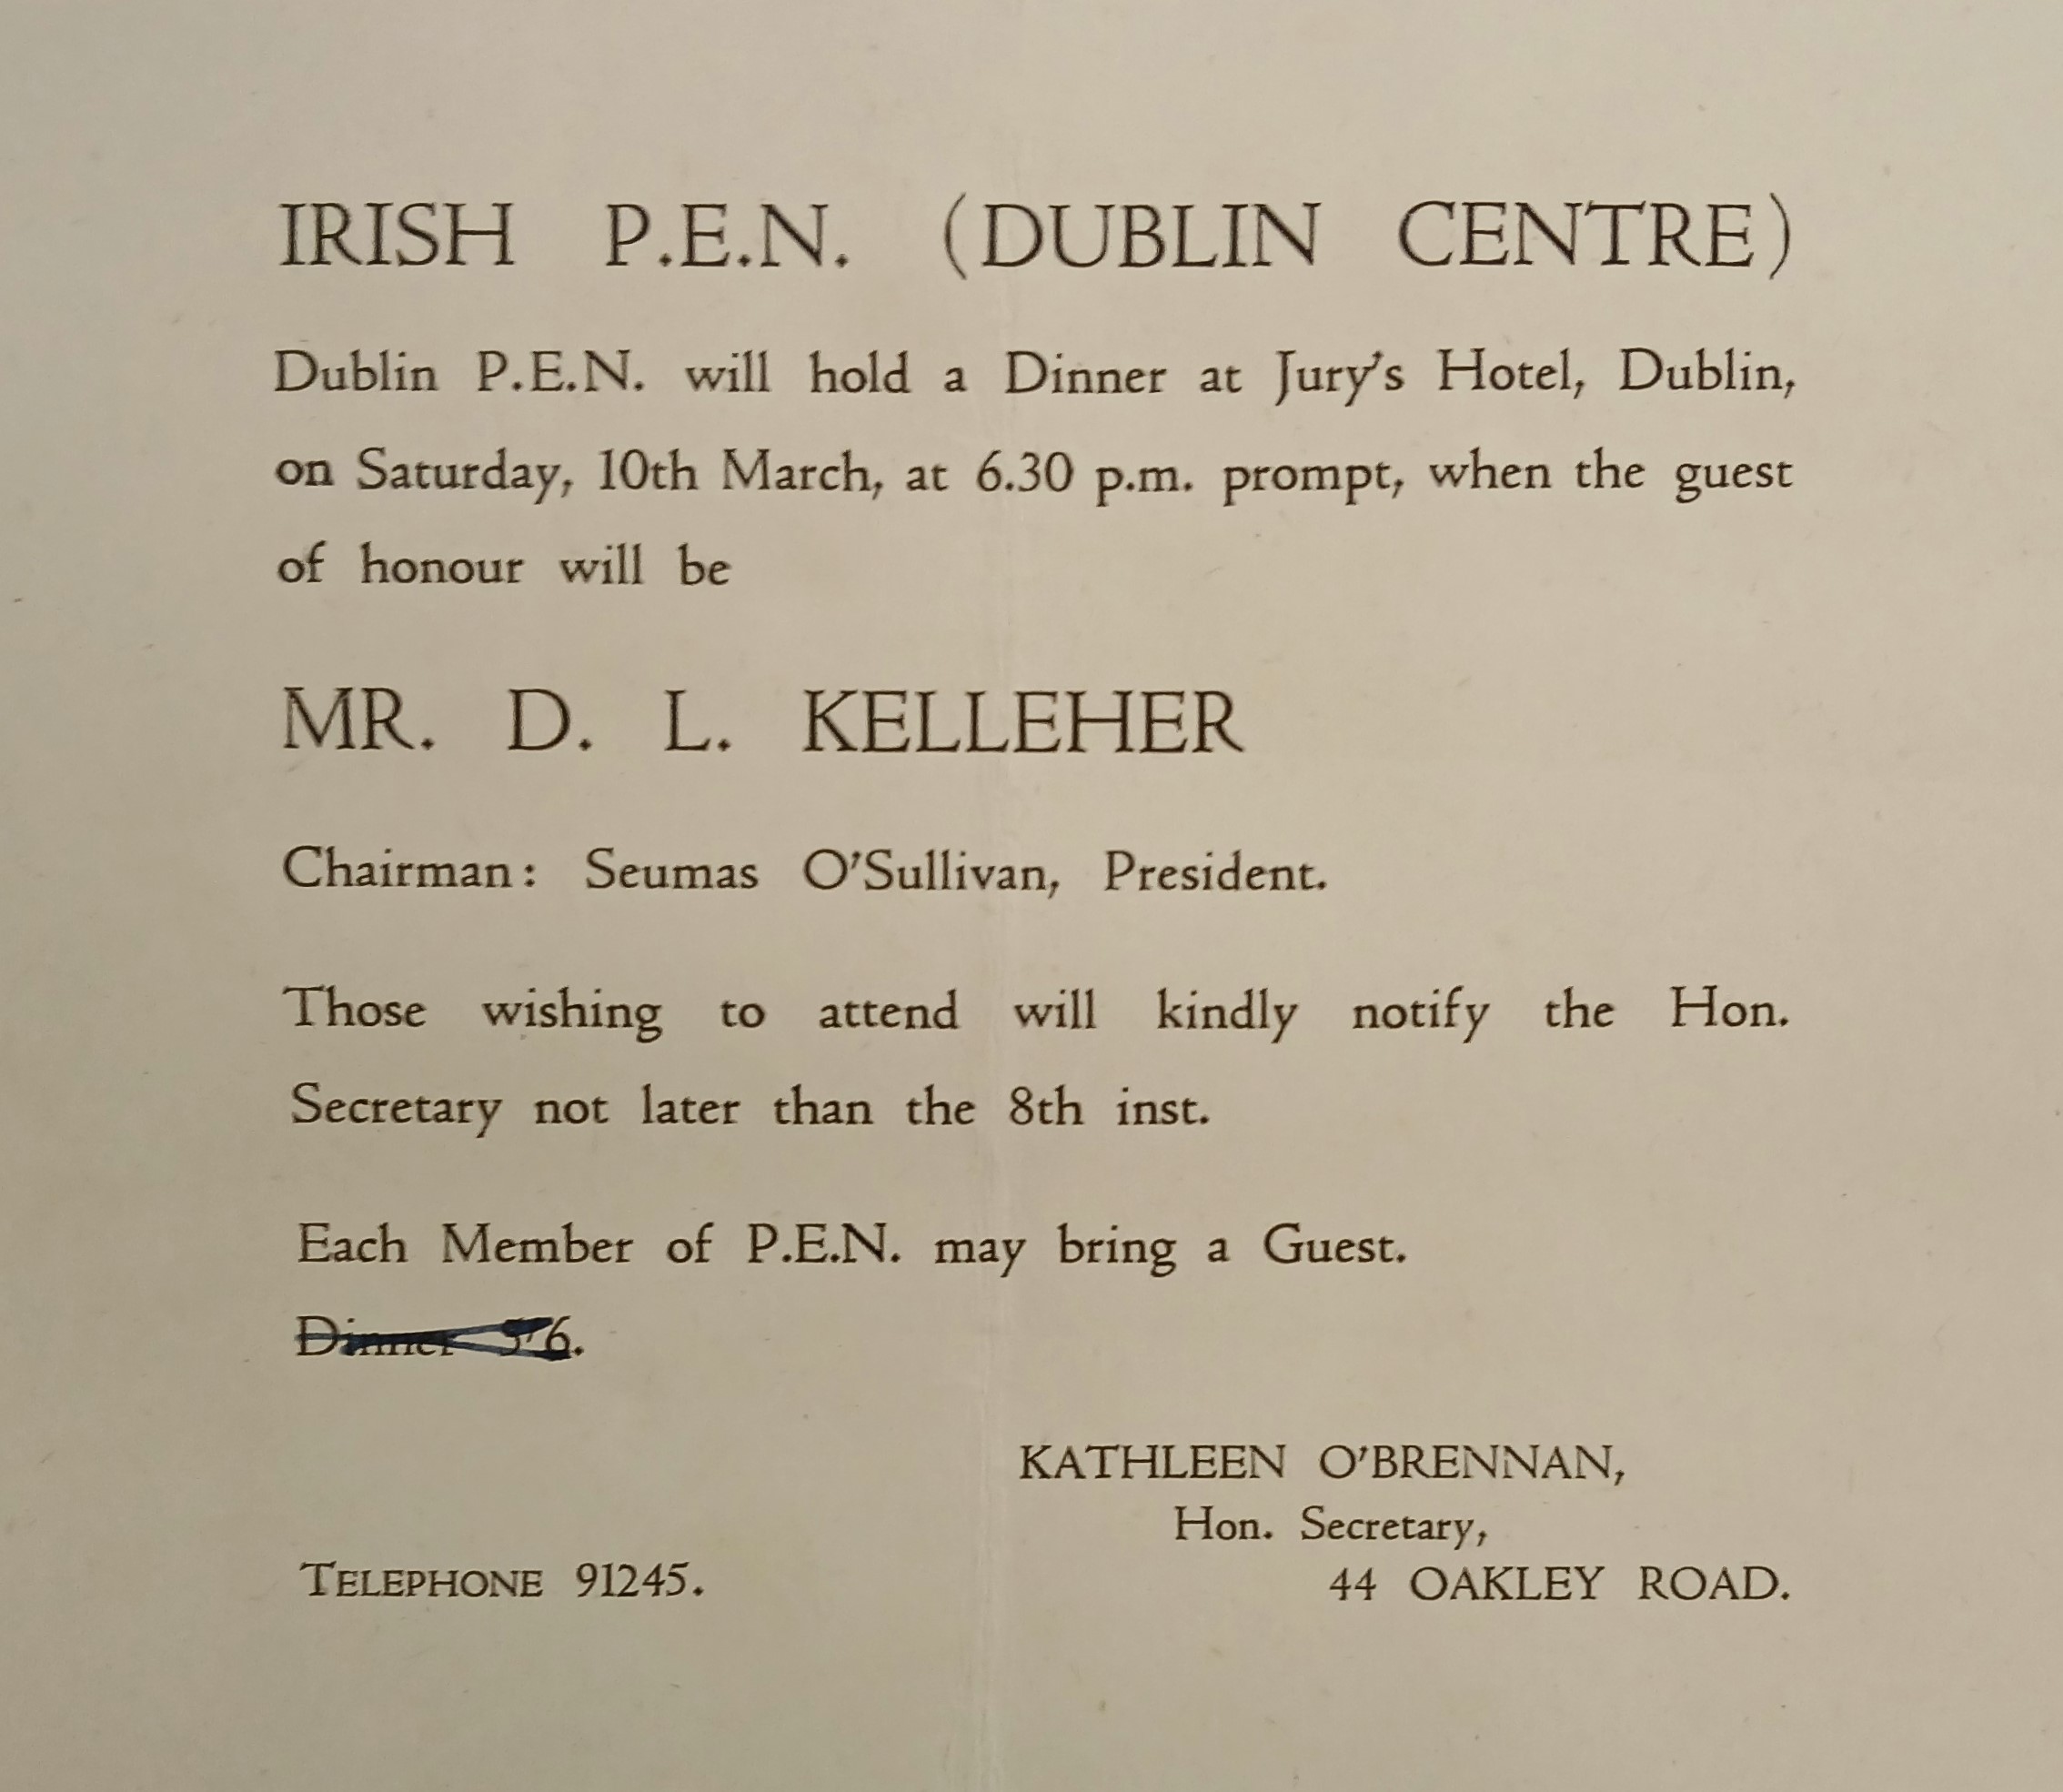 IRISH P.E.N. (DUBLIN CENTRE)
Dublin P.E.N. will hold a Dinner at Jury's Hotel, Dublin,
on Saturday, 10th March, at 6.30 p.m. prompt, when the guest
of honour will be
MR. D. L. KELLEHER
Chairman: Seumas O'Sullivan, President.
Those wishing to attend will kindly notify the Hon.
Secretary not later than the 8th inst.
Each Member of P.E.N. may bring a Guest.
Dinner 5/6.
KATHLEEN O'BRENNAN,
Hon. Secretary,
TELEPHONE 91245. 44 OAKLEY ROAD.